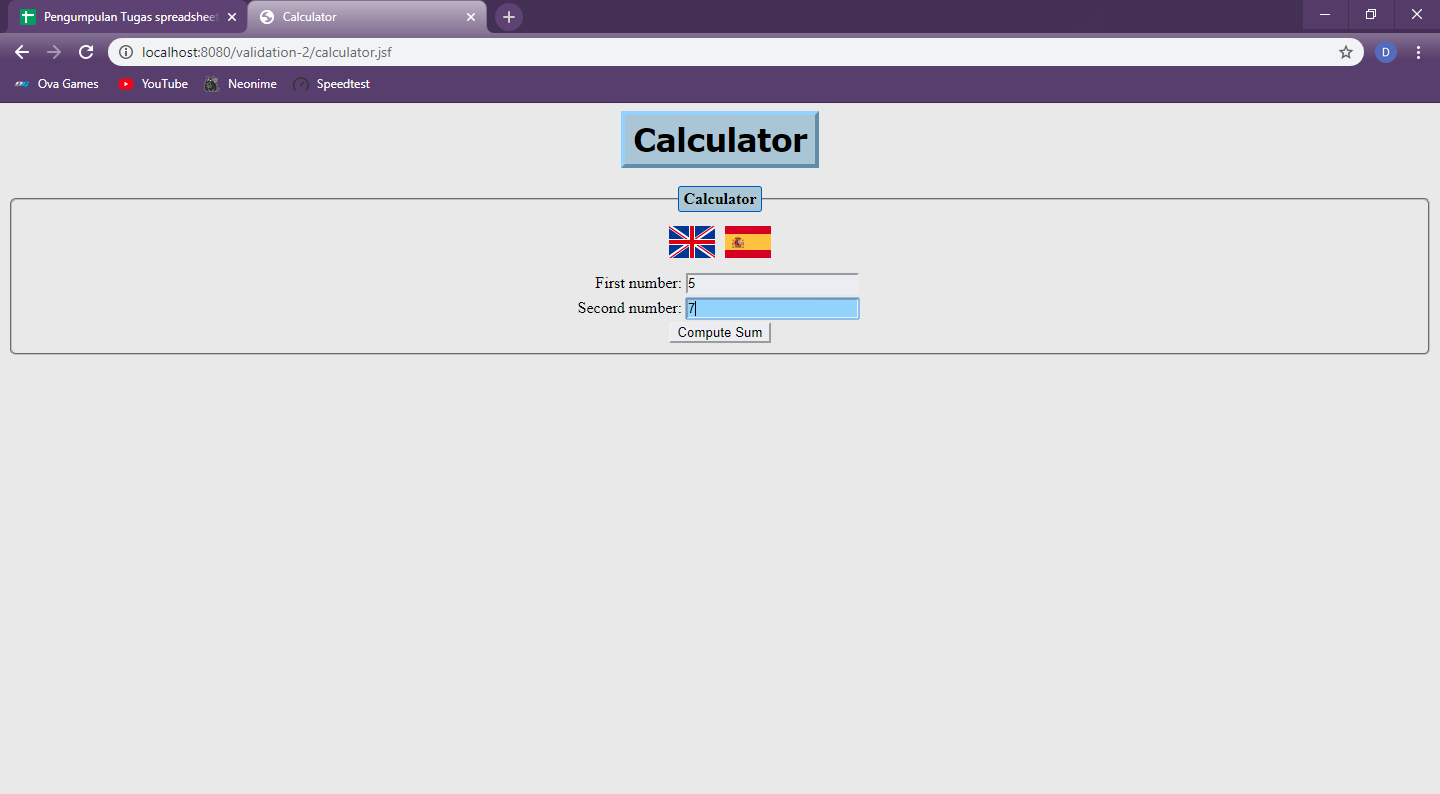 Pengumpulan Tugas spreadsheet
Calculator
localhost:8080/validation-2/calculator.jsf
D
Ova Games
YouTube
Neonime
Speedtest
Calculator
Calculator
First number: 5
Second number: 7
Compute Sum